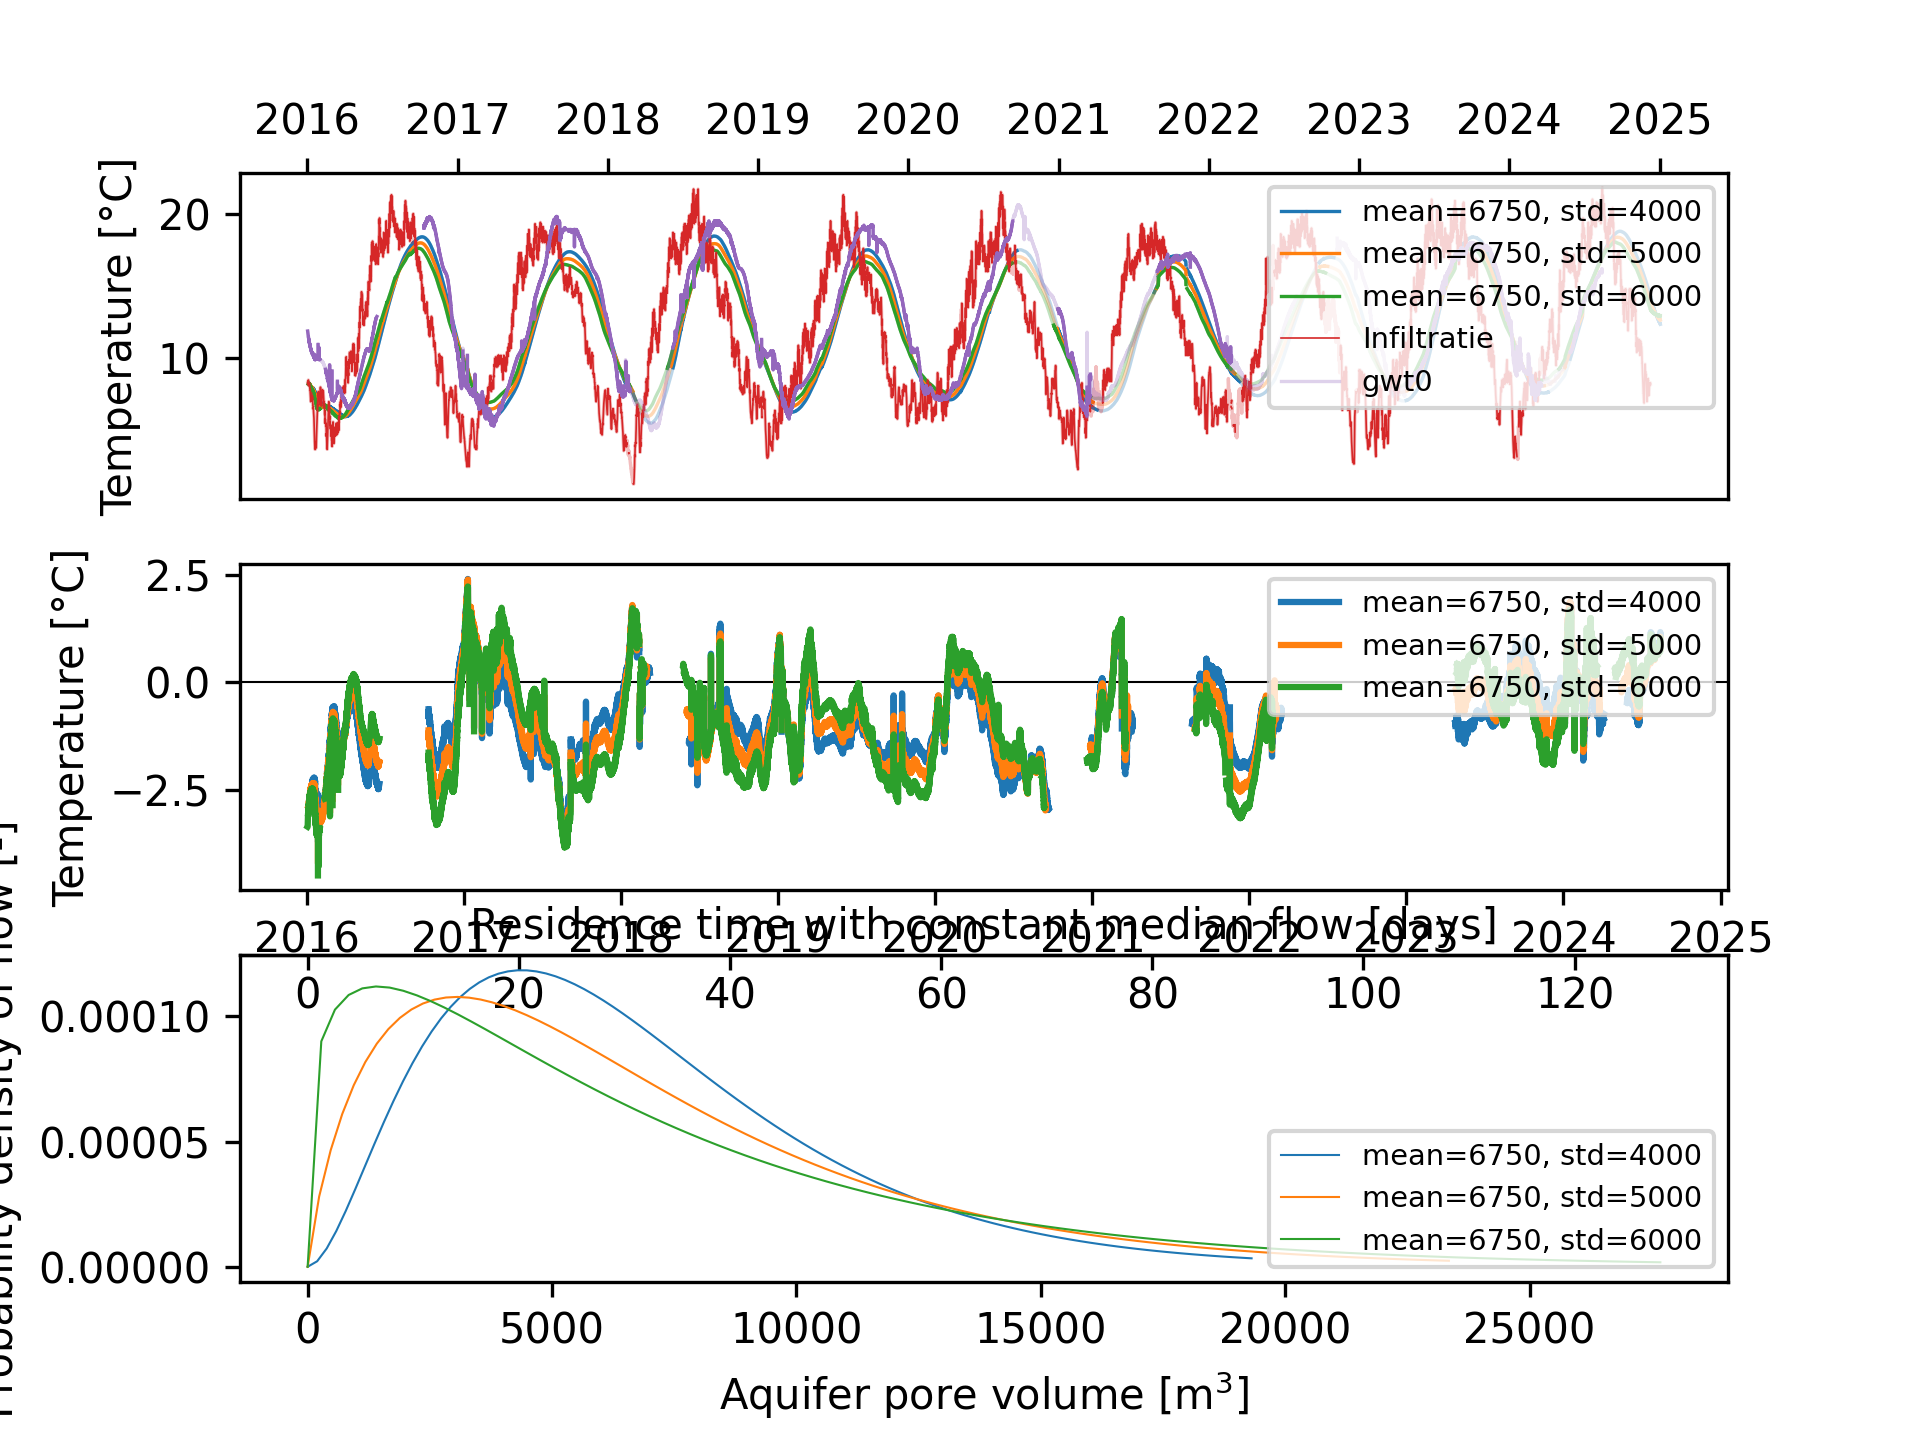 2016 2017 2018 2019 2020 2021 2022 2023 2024 2025
Temperature [°C]
20
10
mean=6750, std=4000
mean=6750, std=5000
mean=6750, std=6000
Infiltratie
gwt0
Temperature [°C]
2.5
0.0
−2.5
mean=6750, std=4000
mean=6750, std=5000
mean=6750, std=6000
2016 2017 2018 2019 2020 2021 2022 2023 2024 2025
Residence time with constant median flow [days]
0 20 40 60 80 100 120
Probability density of flow [-]
0.00010
0.00005
0.00000
mean=6750, std=4000
mean=6750, std=5000
mean=6750, std=6000
0 5000 10000 15000 20000 25000
Aquifer pore volume [m³]